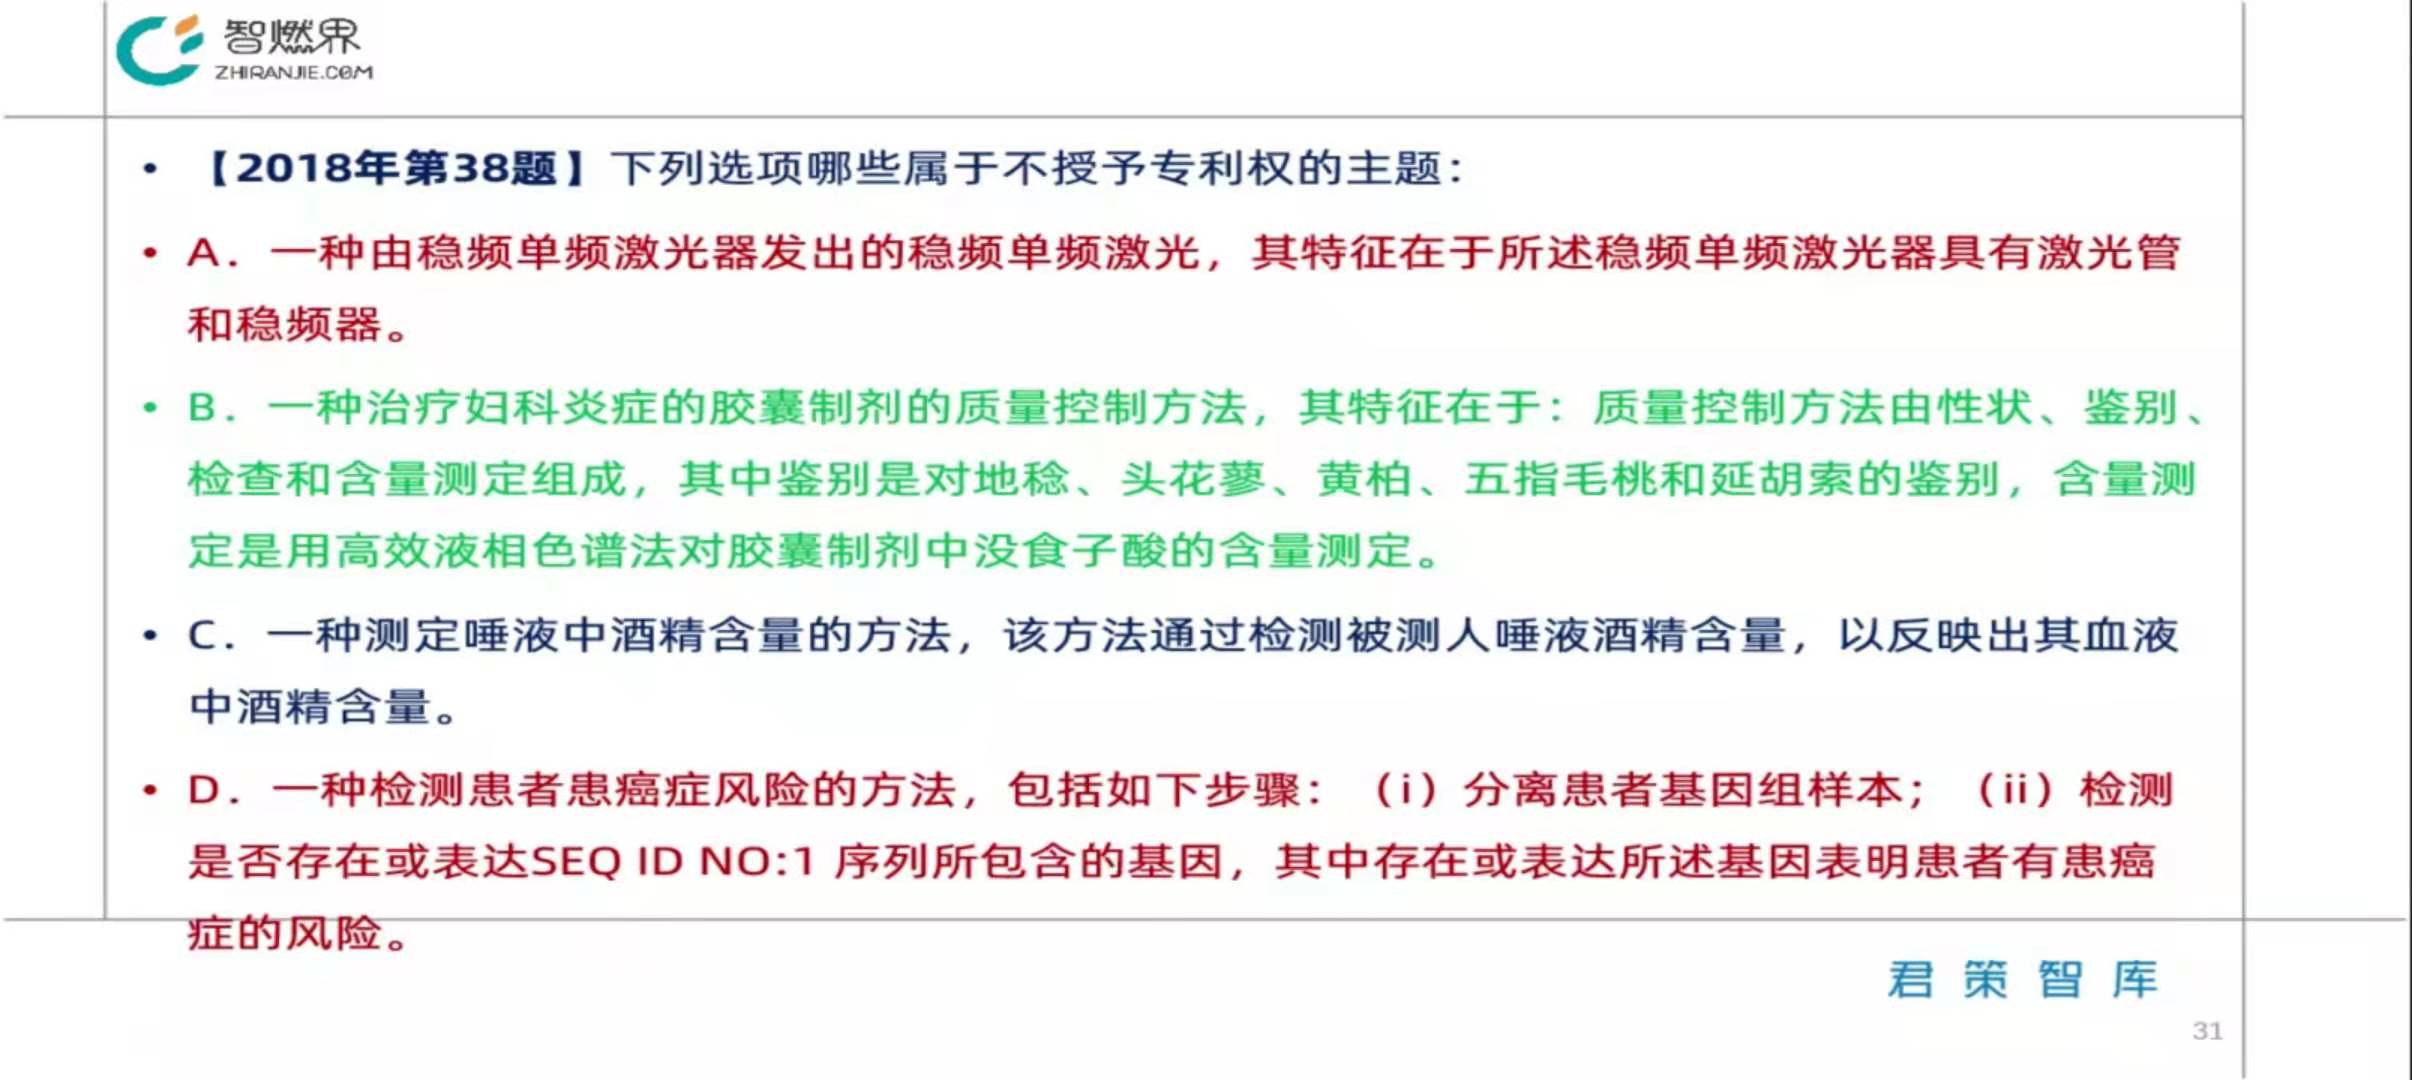 智燃界
ZHIRANJIE.COM
• 【2018年第38题】下列选项哪些属于不授予专利权的主题：
• A．一种由稳频单频激光器发出的稳频单频激光，其特征在于所述稳频单频激光器具有激光管
和稳频器。
• B．一种治疗妇科炎症的胶囊制剂的质量控制方法，其特征在于：质量控制方法由性状、鉴别、
检查和含量测定组成，其中鉴别是对地稔、头花蓼、黄柏、五指毛桃和延胡索的鉴别，含量测
定是用高效液相色谱法对胶囊制剂中没食子酸的含量测定。
• C．一种测定唾液中酒精含量的方法，该方法通过检测被测人唾液酒精含量，以反映出其血液
中酒精含量。
• D．一种检测患者患癌症风险的方法，包括如下步骤：（i）分离患者基因组样本；（ii）检测
是否存在或表达SEQ ID NO:1 序列所包含的基因，其中存在或表达所述基因表明患者有患癌
症的风险。
君策智库
31